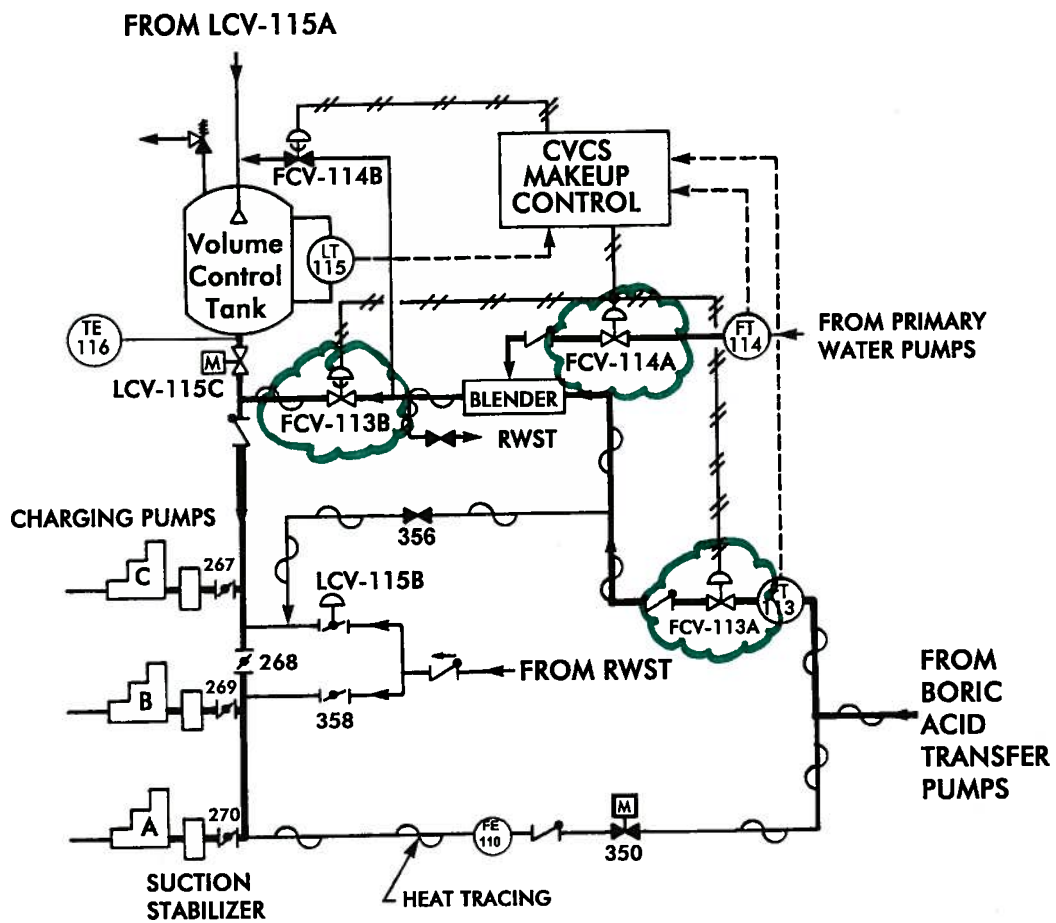 FROM LCV-115A
CVCS
MAKEUP
CONTROL
FCV-114B
Volume
Control
Tank
LT
115
TE
116
M
LCV-115C
FCV-114A
FT
114
FROM PRIMARY
WATER PUMPS
BLENDER
FCV-113B
RWST
CHARGING PUMPS
356
C
267
LCV-115B
FCV-113A
113
268
FROM RWST
FROM
BORIC
ACID
TRANSFER
PUMPS
B
269
358
A
270
FE
110
M
350
SUCTION
STABILIZER
HEAT TRACING